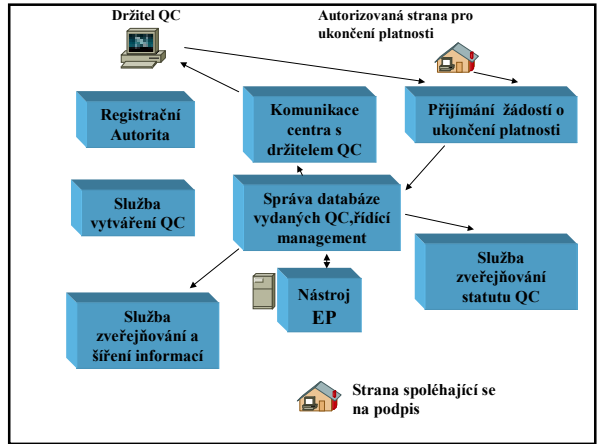 Držitel QC
Autorizovaná strana pro
ukončení platnosti
Registrační
Autorita
Komunikace
centra s
držitelem QC
Přijímání žádostí o
ukončení platnosti
Služba
vytváření QC
Správa databáze
vydaných QC,řídící
management
Služba
zveřejňování
statutu QC
Nástroj
EP
Služba
zveřejňování a
šíření informací
Strana spoléhající se
na podpis